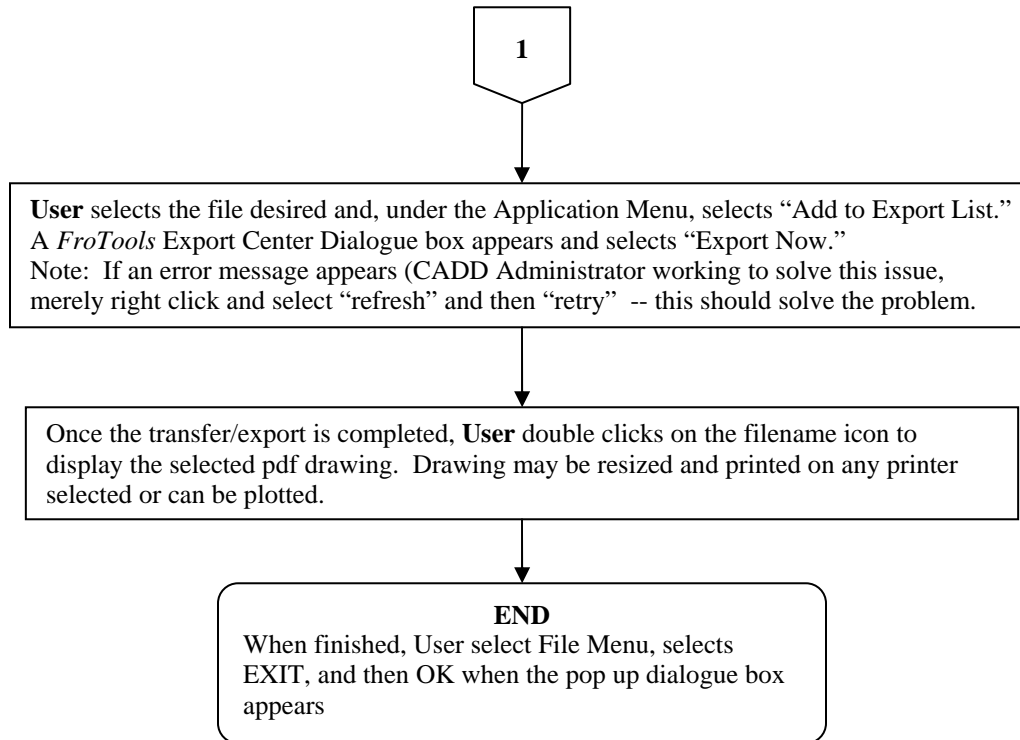 1
User selects the file desired and, under the Application Menu, selects “Add to Export List.”
A FroTools Export Center Dialogue box appears and selects “Export Now.”
Note:  If an error message appears (CADD Administrator working to solve this issue,
merely right click and select “refresh” and then “retry”  -- this should solve the problem.
Once the transfer/export is completed, User double clicks on the filename icon to
display the selected pdf drawing.  Drawing may be resized and printed on any printer
selected or can be plotted.
END
When finished, User select File Menu, selects
EXIT, and then OK when the pop up dialogue box
appears